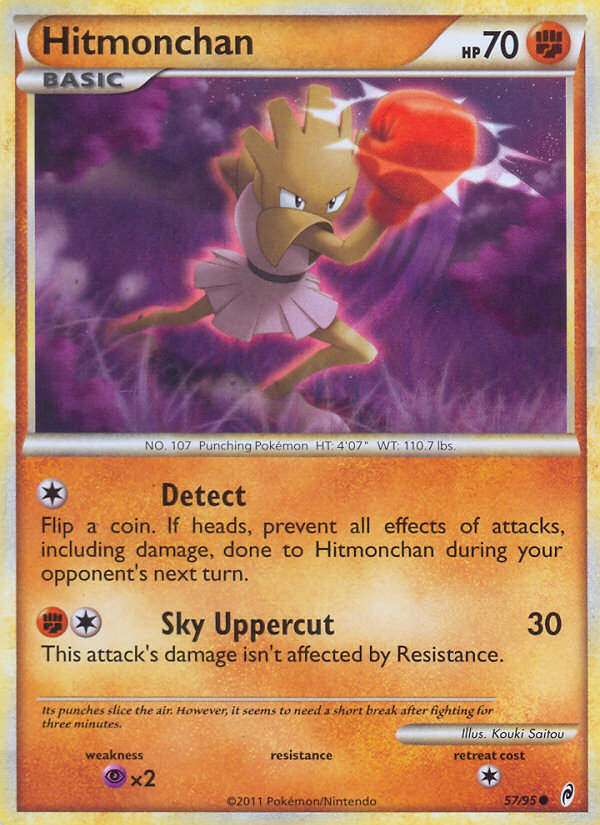 Hitmonchan
HP 70
BASIC
NO. 107 Punching Pokémon HT: 4'07" WT: 110.7 lbs.
Detect
Flip a coin. If heads, prevent all effects of attacks,
including damage, done to Hitmonchan during your
opponent's next turn.
Sky Uppercut 30
This attack's damage isn't affected by Resistance.
Its punches slice the air. However, it seems to need a short break after fighting for
three minutes.
Illus. Kouki Saitou
weakness resistance retreat cost
×2
©2011 Pokémon/Nintendo 57/95